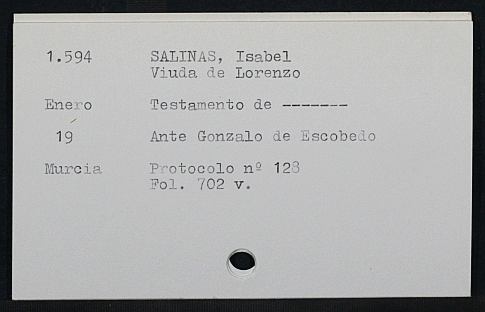 1.594 SALINAS, Isabel
Viuda de Lorenzo
Enero Testamento de -------
19 Ante Gonzalo de Escobedo
Murcia Protocolo nº 128
Fol. 702 v.